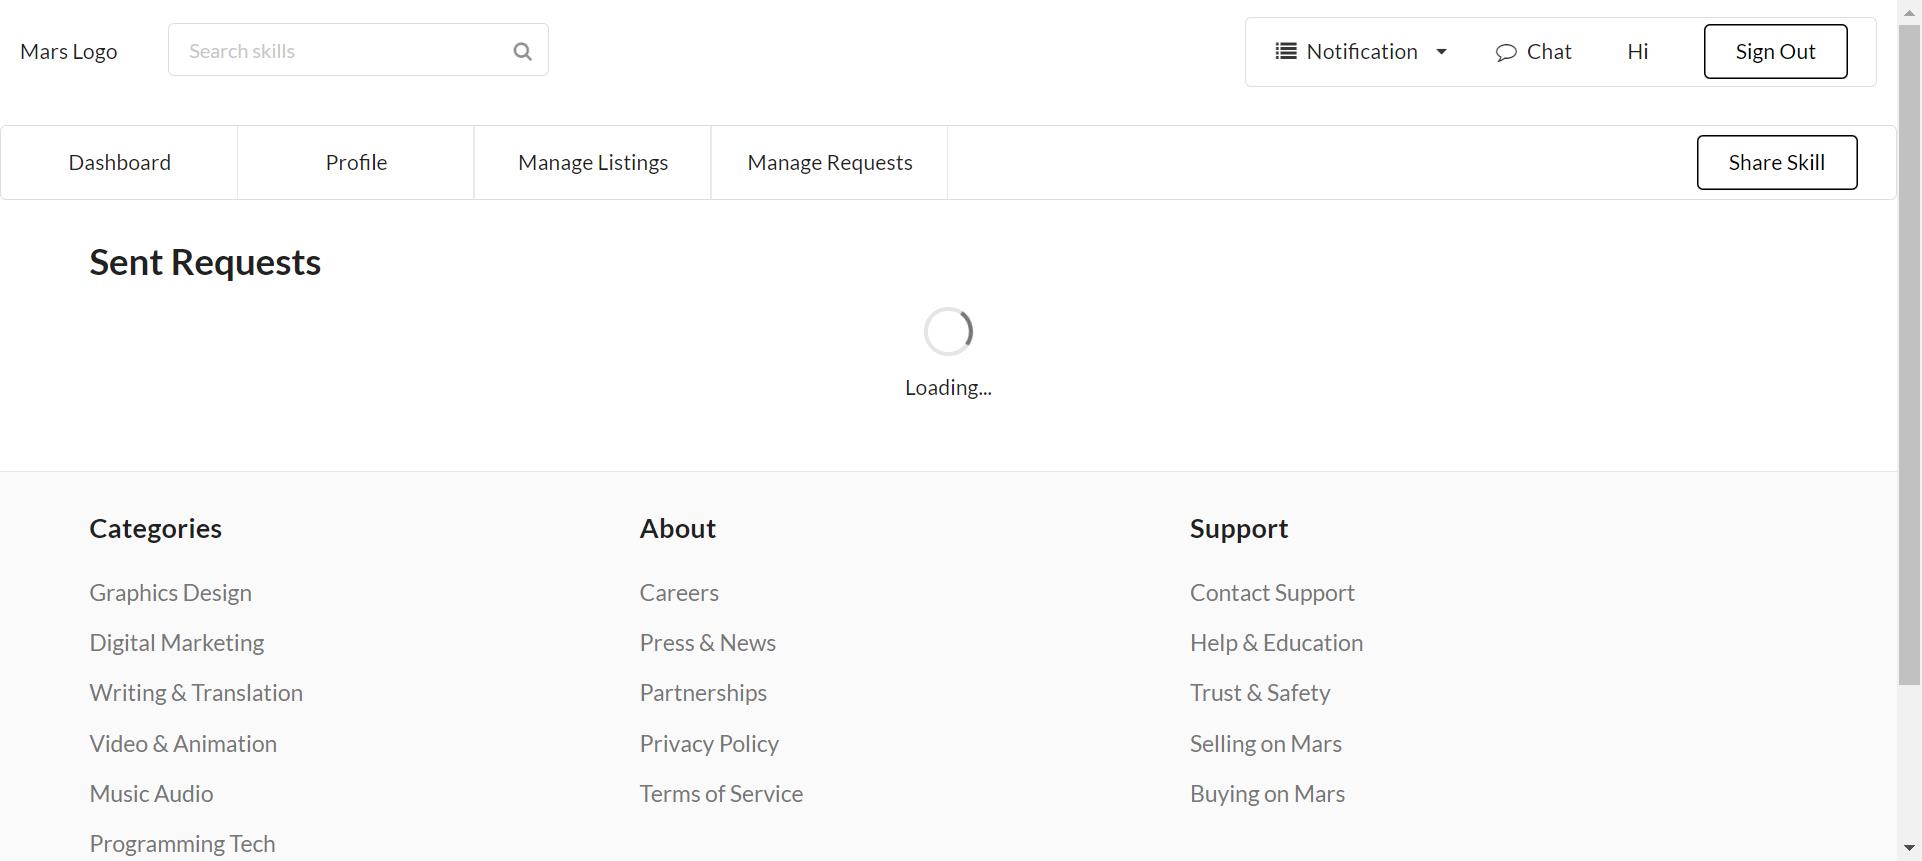 Mars Logo
Search skills
Notification
Chat
Hi
Sign Out
Dashboard
Profile
Manage Listings
Manage Requests
Share Skill
Sent Requests
Loading...
Categories
Graphics Design
Digital Marketing
Writing & Translation
Video & Animation
Music Audio
Programming Tech
About
Careers
Press & News
Partnerships
Privacy Policy
Terms of Service
Support
Contact Support
Help & Education
Trust & Safety
Selling on Mars
Buying on Mars